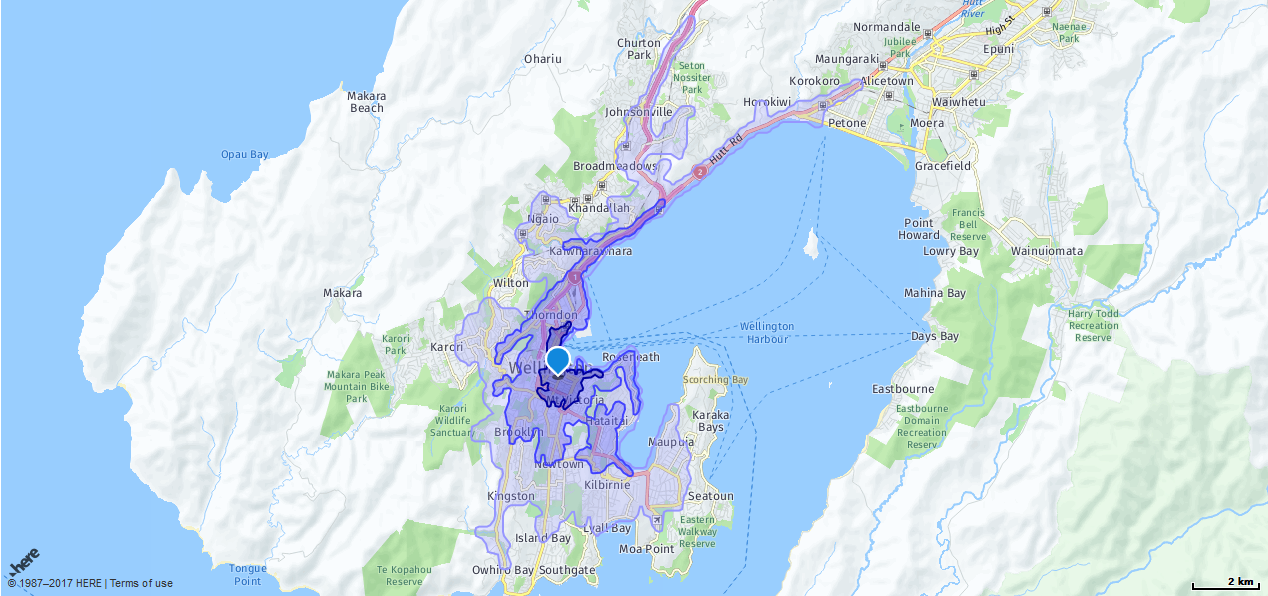 Hutt
River
Normandale
High St
Naenae
Park
Churton
Park
Jubilee
Park
Epuni
Ohariu
Maungaraki
Seton
Nossiter
Park
Korokoro
Alicetown
Makara
Beach
Horokiwi
Waiwhetu
Johnsonville
Petone
Moera
Hutt Rd
Opau Bay
Broadmeadows
2
Gracefield
Khandallah
Ngaio
Francis
Bell
Reserve
Point
Howard
Kaiwharawhara
Lowry Bay
Wainuiomata
1
Wilton
Makara
Mahina Bay
Thorndon
Harry Todd
Recreation
Reserve
Wellington
Harbour
Karori
Park
Karori
Days Bay
Roseneath
Makara Peak
Mountain Bike
Park
Scorching Bay
Eastbourne
Mt Victoria
Karori
Wildlife
Sanctuary
Hataitai
Karaka
Bays
Eastbourne
Domain
Recreation
Reserv
Brooklyn
Maupuia
Newtown
Kilbirnie
Kingston
Seatoun
Lyall Bay
Eastern
Walkway
Reserve
Island Bay
Moa Point
here
Tongue
Point
Te Kopahou
Reserve
Owhiro Bay
Southgate
© 1987–2017 HERE | Terms of use
2 km